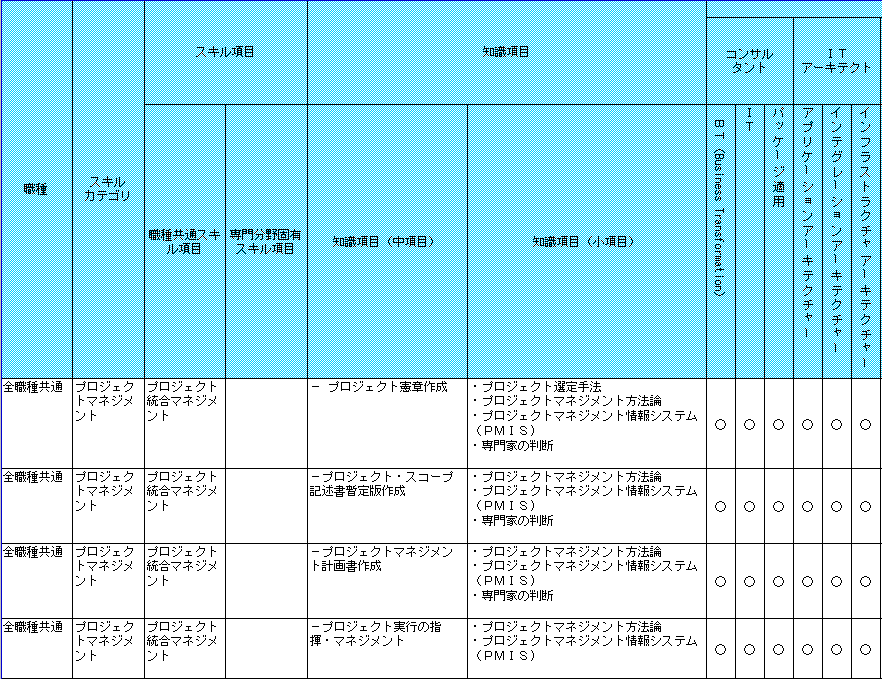 スキル項目
知識項目
コンサル
タント
ＩＴ
アーキテクト
職種
スキル
カテゴリ
職種共通スキ
ル項目
専門分野固有
スキル項目
知識項目（中項目）
知識項目（小項目）
ＢＴ（Business Transformation）
ＩＴ
パッケージ適用
アプリケーションアーキテクチャー
インテグレーションアーキテクチャー
インフラストラクチャアーキテクチャー
全職種共通
プロジェク
トマネジメ
ント
プロジェクト
統合マネジメ
ント
－ プロジェクト憲章作成
・プロジェクト選定手法
・プロジェクトマネジメント方法論
・プロジェクトマネジメント情報システム
（ＰＭＩＳ）
・専門家の判断
○ ○ ○ ○ ○ ○
全職種共通
プロジェク
トマネジメ
ント
プロジェクト
統合マネジメ
ント
－プロジェクト・スコープ
記述書暫定版作成
・プロジェクトマネジメント方法論
・プロジェクトマネジメント情報システム
（ＰＭＩＳ）
・専門家の判断
○ ○ ○ ○ ○ ○
全職種共通
プロジェク
トマネジメ
ント
プロジェクト
統合マネジメ
ント
－プロジェクトマネジメン
ト計画書作成
・プロジェクトマネジメント方法論
・プロジェクトマネジメント情報システム
（ＰＭＩＳ）
・専門家の判断
○ ○ ○ ○ ○ ○
全職種共通
プロジェク
トマネジメ
ント
プロジェクト
統合マネジメ
ント
－プロジェクト実行の指
揮・マネジメント
・プロジェクトマネジメント方法論
・プロジェクトマネジメント情報システム
（ＰＭＩＳ）
○ ○ ○ ○ ○ ○